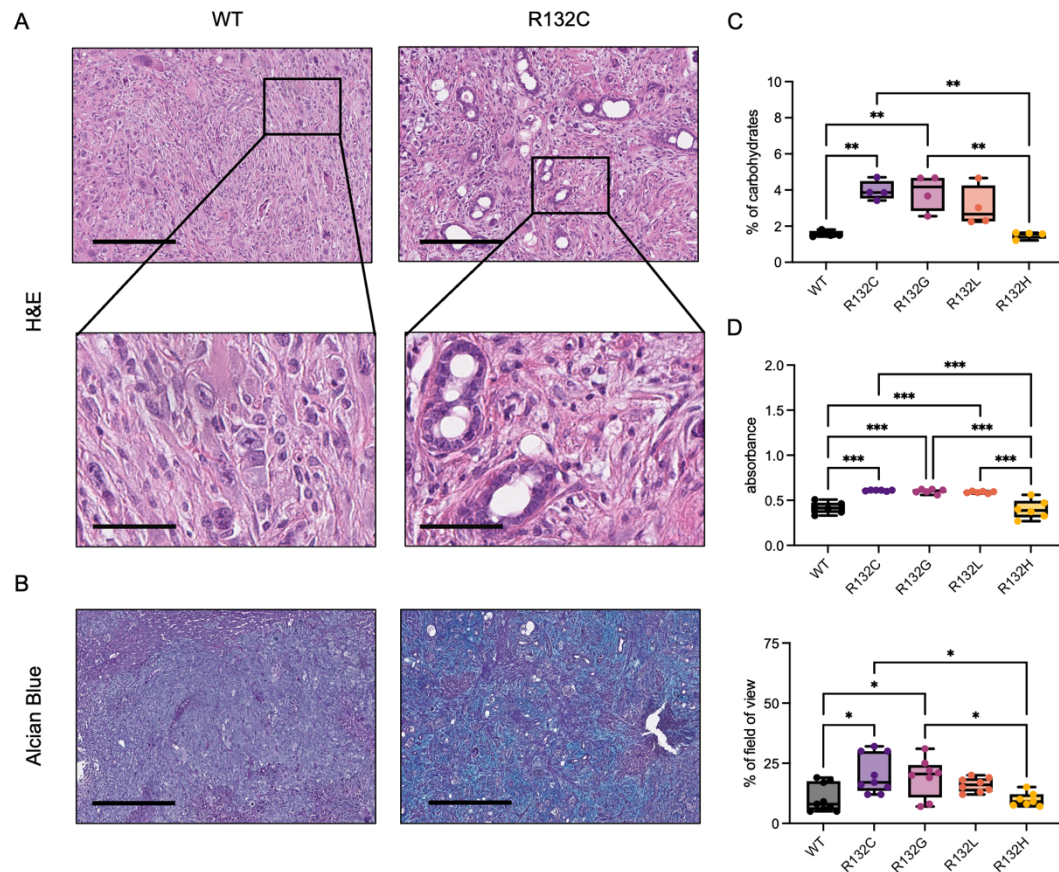 A
WT
R132C
H&E
B
Alcian Blue
C
% of carbohydrates
10
8
6
4
2
0
**
**
**
**
WT
R132C
R132G
R132L
R132H
D
absorbance
2.0
1.5
1.0
0.5
0.0
***
***
***
***
***
***
WT
R132C
R132G
R132L
R132H
% of field of view
75
50
25
0
*
*
*
*
WT
R132C
R132G
R132L
R132H